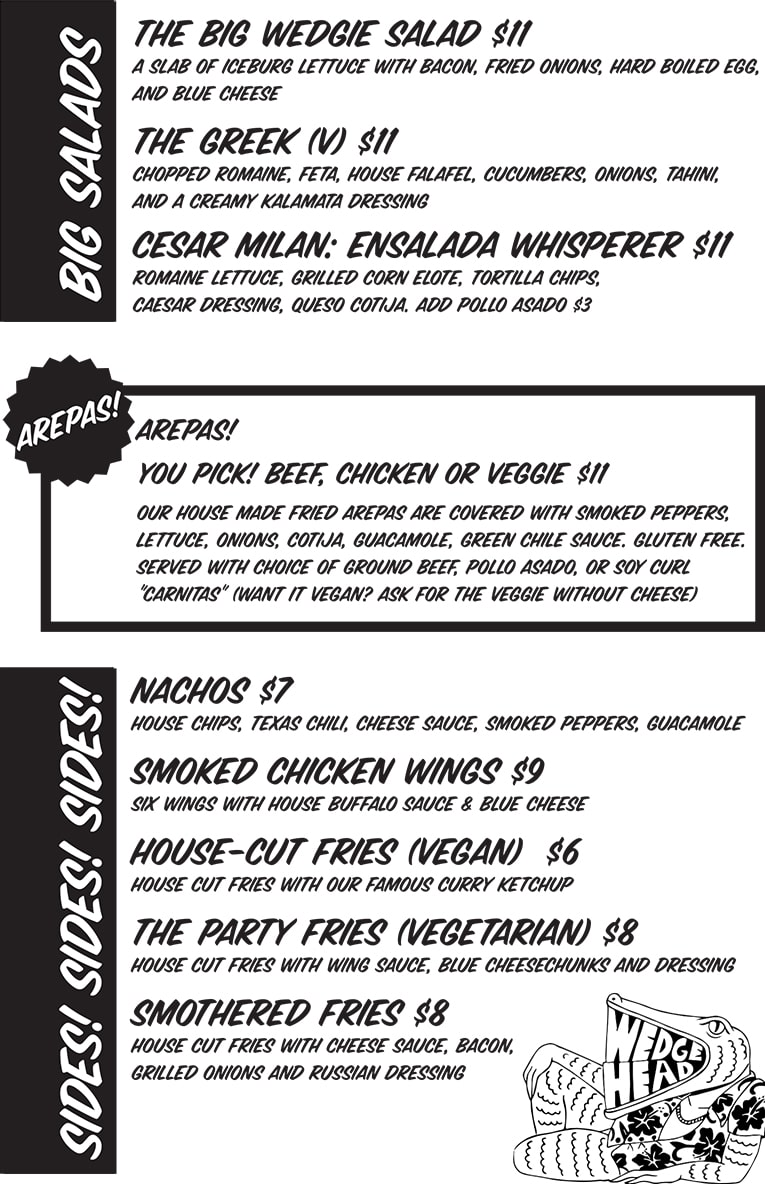 BIG SALADS
THE BIG WEDGIE SALAD $11
A SLAB OF ICEBURG LETTUCE WITH BACON, FRIED ONIONS, HARD BOILED EGG,
AND BLUE CHEESE
THE GREEK (V) $11
CHOPPED ROMAINE, FETA, HOUSE FALAFEL, CUCUMBERS, ONIONS, TAHINI,
AND A CREAMY KALAMATA DRESSING
CESAR MILAN: ENSALADA WHISPERER $11
ROMAINE LETTUCE, GRILLED CORN ELOTE, TORTILLA CHIPS,
CAESAR DRESSING, QUESO COTIJA. ADD POLLO ASADO $3
AREPAS!
AREPAS!
YOU PICK! BEEF, CHICKEN OR VEGGIE $11
OUR HOUSE MADE FRIED AREPAS ARE COVERED WITH SMOKED PEPPERS,
LETTUCE, ONIONS, COTIJA, GUACAMOLE, GREEN CHILE SAUCE. GLUTEN FREE.
SERVED WITH CHOICE OF GROUND BEEF, POLLO ASADO, OR SOY CURL
"CARNITAS" (WANT IT VEGAN? ASK FOR THE VEGGIE WITHOUT CHEESE)
SIDES! SIDES! SIDES!
NACHOS $7
HOUSE CHIPS, TEXAS CHILI, CHEESE SAUCE, SMOKED PEPPERS, GUACAMOLE
SMOKED CHICKEN WINGS $9
SIX WINGS WITH HOUSE BUFFALO SAUCE & BLUE CHEESE
HOUSE-CUT FRIES (VEGAN) $6
HOUSE CUT FRIES WITH OUR FAMOUS CURRY KETCHUP
THE PARTY FRIES (VEGETARIAN) $8
HOUSE CUT FRIES WITH WING SAUCE, BLUE CHEESECHUNKS AND DRESSING
SMOTHERED FRIES $8
HOUSE CUT FRIES WITH CHEESE SAUCE, BACON,
GRILLED ONIONS AND RUSSIAN DRESSING
WEDGE
HEAD